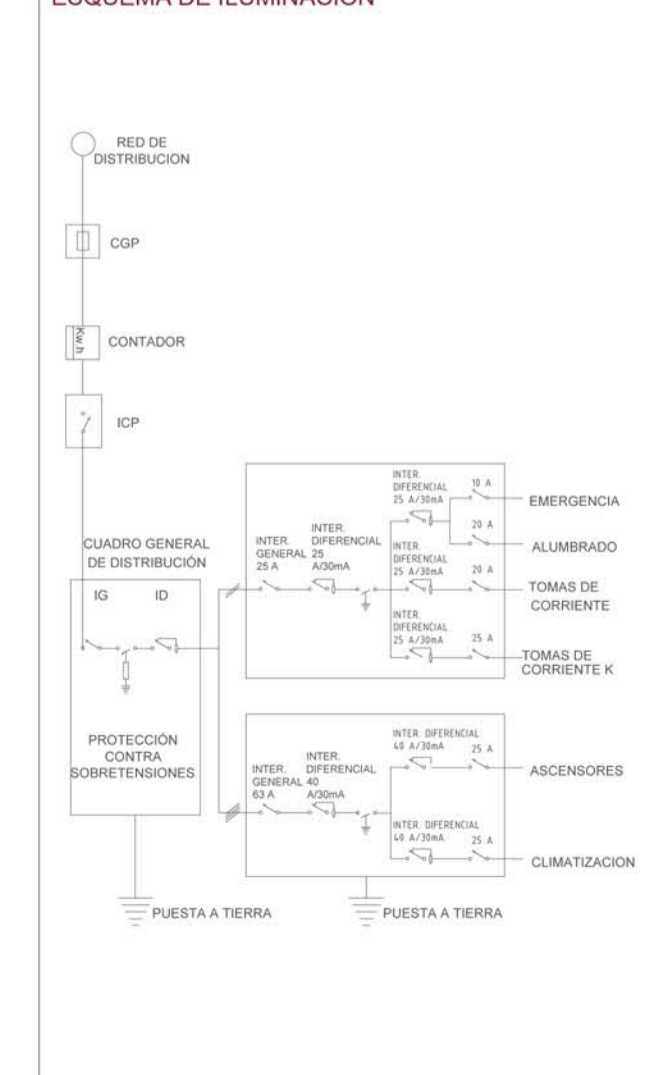 ESQUEMA DE ILUMINACIÓN
RED DE
DISTRIBUCION
CGP
Kw.h
CONTADOR
ICP
CUADRO GENERAL
DE DISTRIBUCIÓN
IG
ID
PROTECCIÓN
CONTRA
SOBRETENSIONES
PUESTA A TIERRA
INTER.
GENERAL
25 A
INTER.
DIFERENCIAL
25
A/30mA
INTER.
DIFERENCIAL
25 A/30mA
10 A
EMERGENCIA
20 A
ALUMBRADO
INTER.
DIFERENCIAL
25 A/30mA
20 A
TOMAS DE
CORRIENTE
INTER.
DIFERENCIAL
25 A/30mA
25 A
TOMAS DE
CORRIENTE K
INTER.
GENERAL
63 A
INTER.
DIFERENCIAL
40
A/30mA
INTER. DIFERENCIAL
40 A/30mA
25 A
ASCENSORES
INTER. DIFERENCIAL
40 A/30mA
25 A
CLIMATIZACION
PUESTA A TIERRA